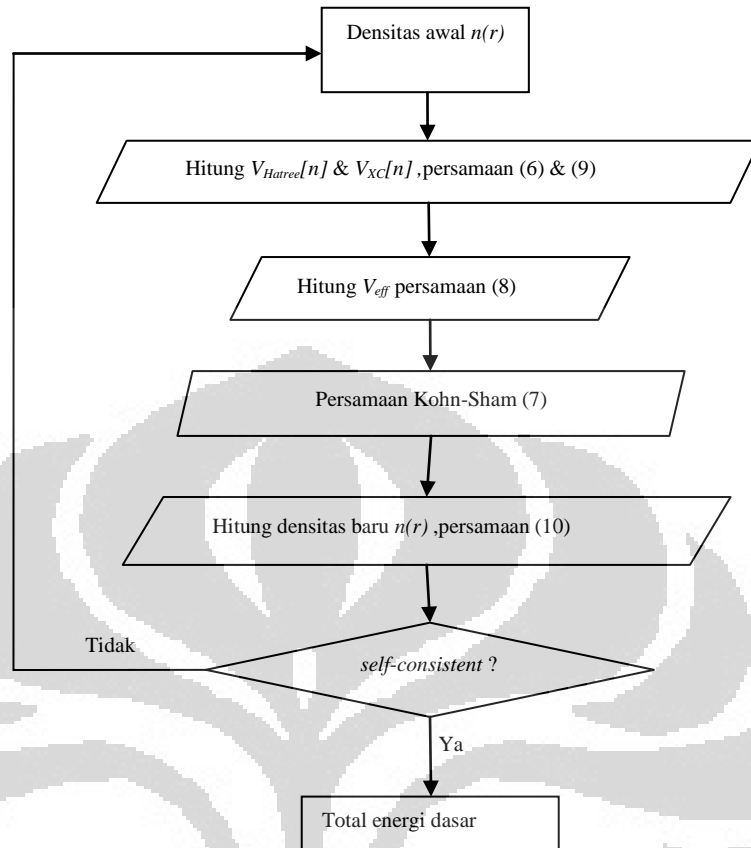 Densitas awal n(r)
Hitung V_Hatree[n] & V_XC[n] ,persamaan (6) & (9)
Hitung V_eff persamaan (8)
Persamaan Kohn-Sham (7)
Hitung densitas baru n(r) ,persamaan (10)
Tidak
self-consistent ?
Ya
Total energi dasar